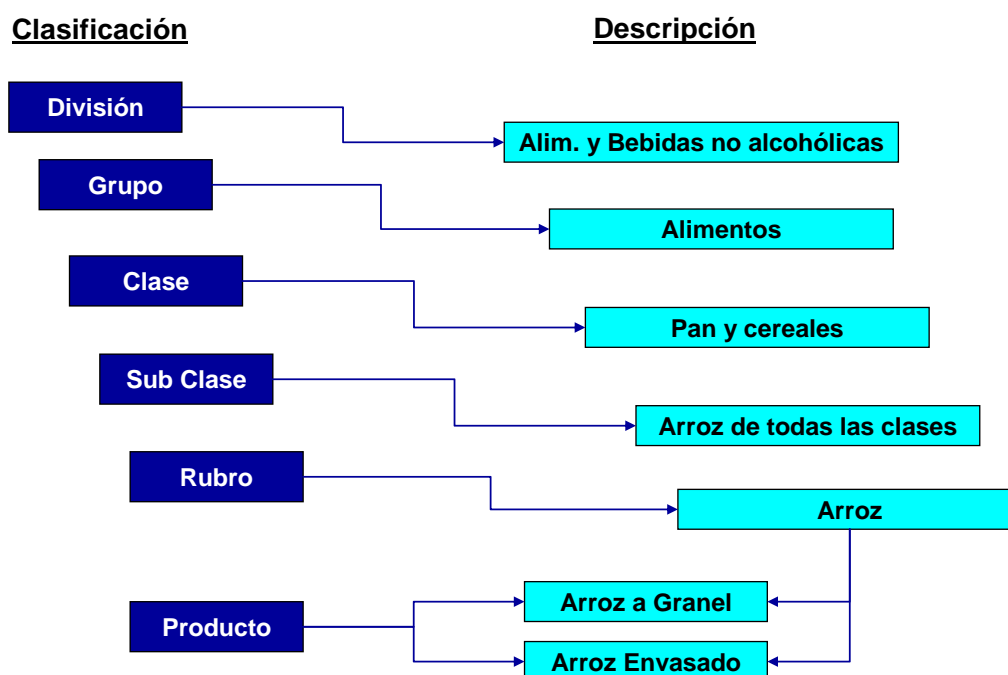 Clasificación
Descripción
División
Alim. y Bebidas no alcohólicas
Grupo
Alimentos
Clase
Pan y cereales
Sub Clase
Arroz de todas las clases
Rubro
Arroz
Producto
Arroz a Granel
Arroz Envasado